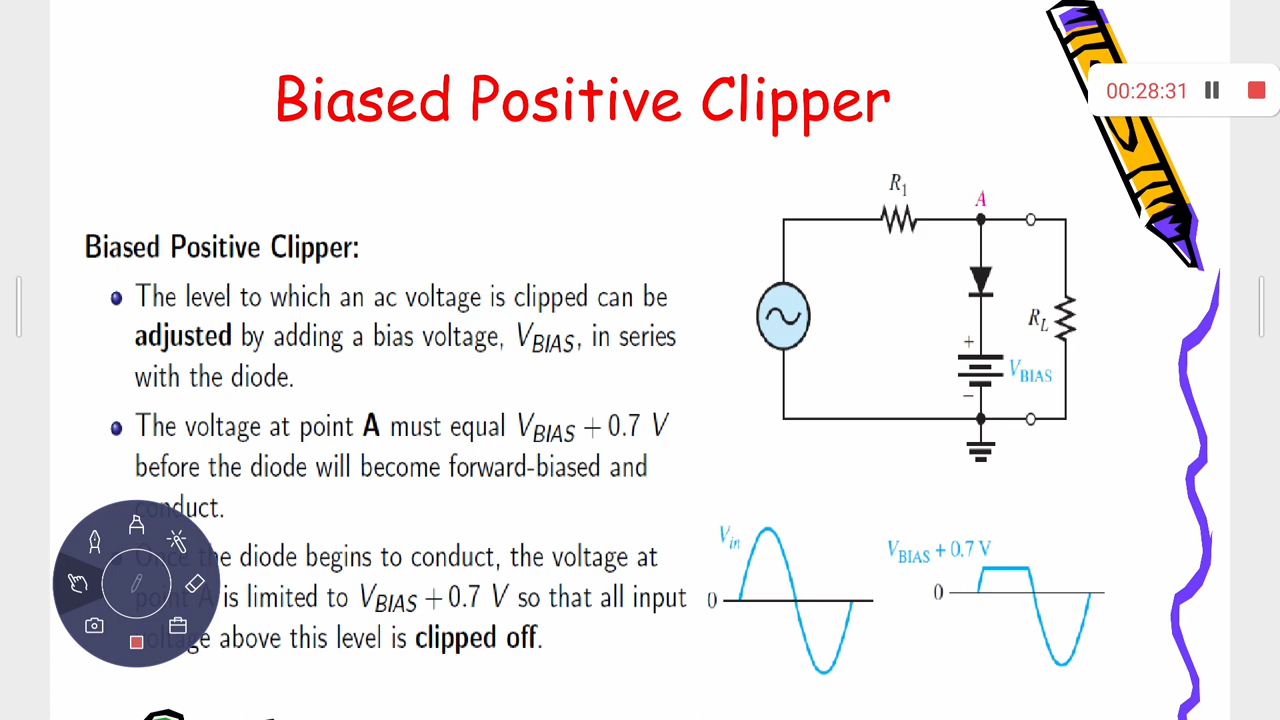 Biased Positive Clipper
00:28:31
Biased Positive Clipper:
The level to which an ac voltage is clipped can be
adjusted by adding a bias voltage, VBIAS, in series
with the diode.
The voltage at point A must equal VBIAS + 0.7 V
before the diode will become forward-biased and
conduct.
Once the diode begins to conduct, the voltage at
point A is limited to VBIAS + 0.7 V so that all input
voltage above this level is clipped off.
R1
A
RL
+
VBIAS
−
Vin
0
VBIAS + 0.7 V
0